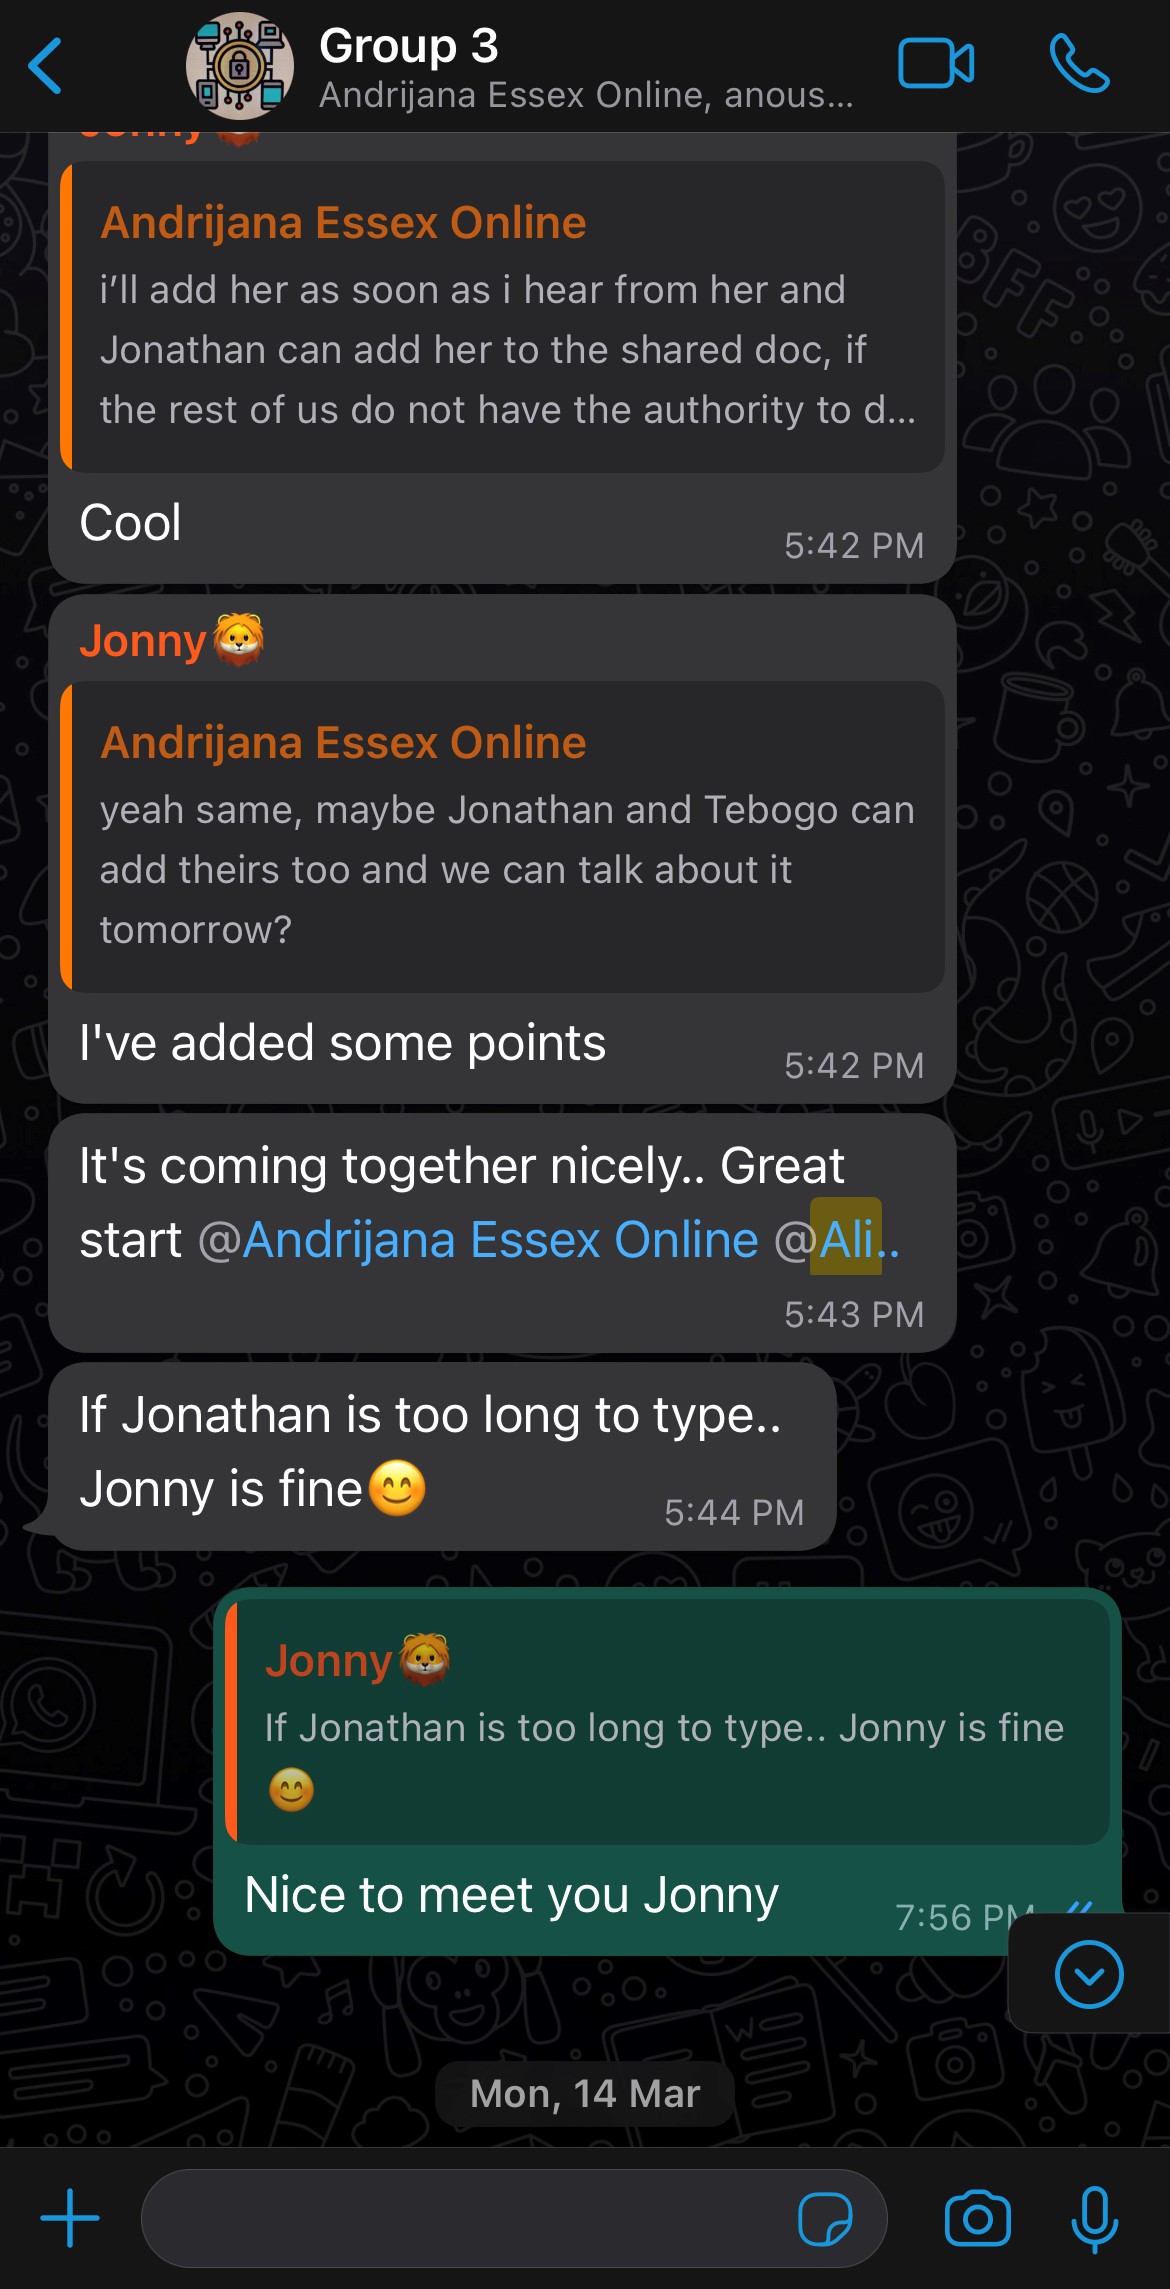 Group 3
Andrijana Essex Online, anous...
Jonny🦁
Andrijana Essex Online
i'll add her as soon as i hear from her and
Jonathan can add her to the shared doc, if
the rest of us do not have the authority to d...
Cool
5:42 PM
Jonny🦁
Andrijana Essex Online
yeah same, maybe Jonathan and Tebogo can
add theirs too and we can talk about it
tomorrow?
I've added some points
5:42 PM
It's coming together nicely.. Great
start @Andrijana Essex Online @Ali..
5:43 PM
If Jonathan is too long to type..
Jonny is fine😊
5:44 PM
Jonny🦁
If Jonathan is too long to type.. Jonny is fine
😊
Nice to meet you Jonny
7:56 PM
Mon, 14 Mar